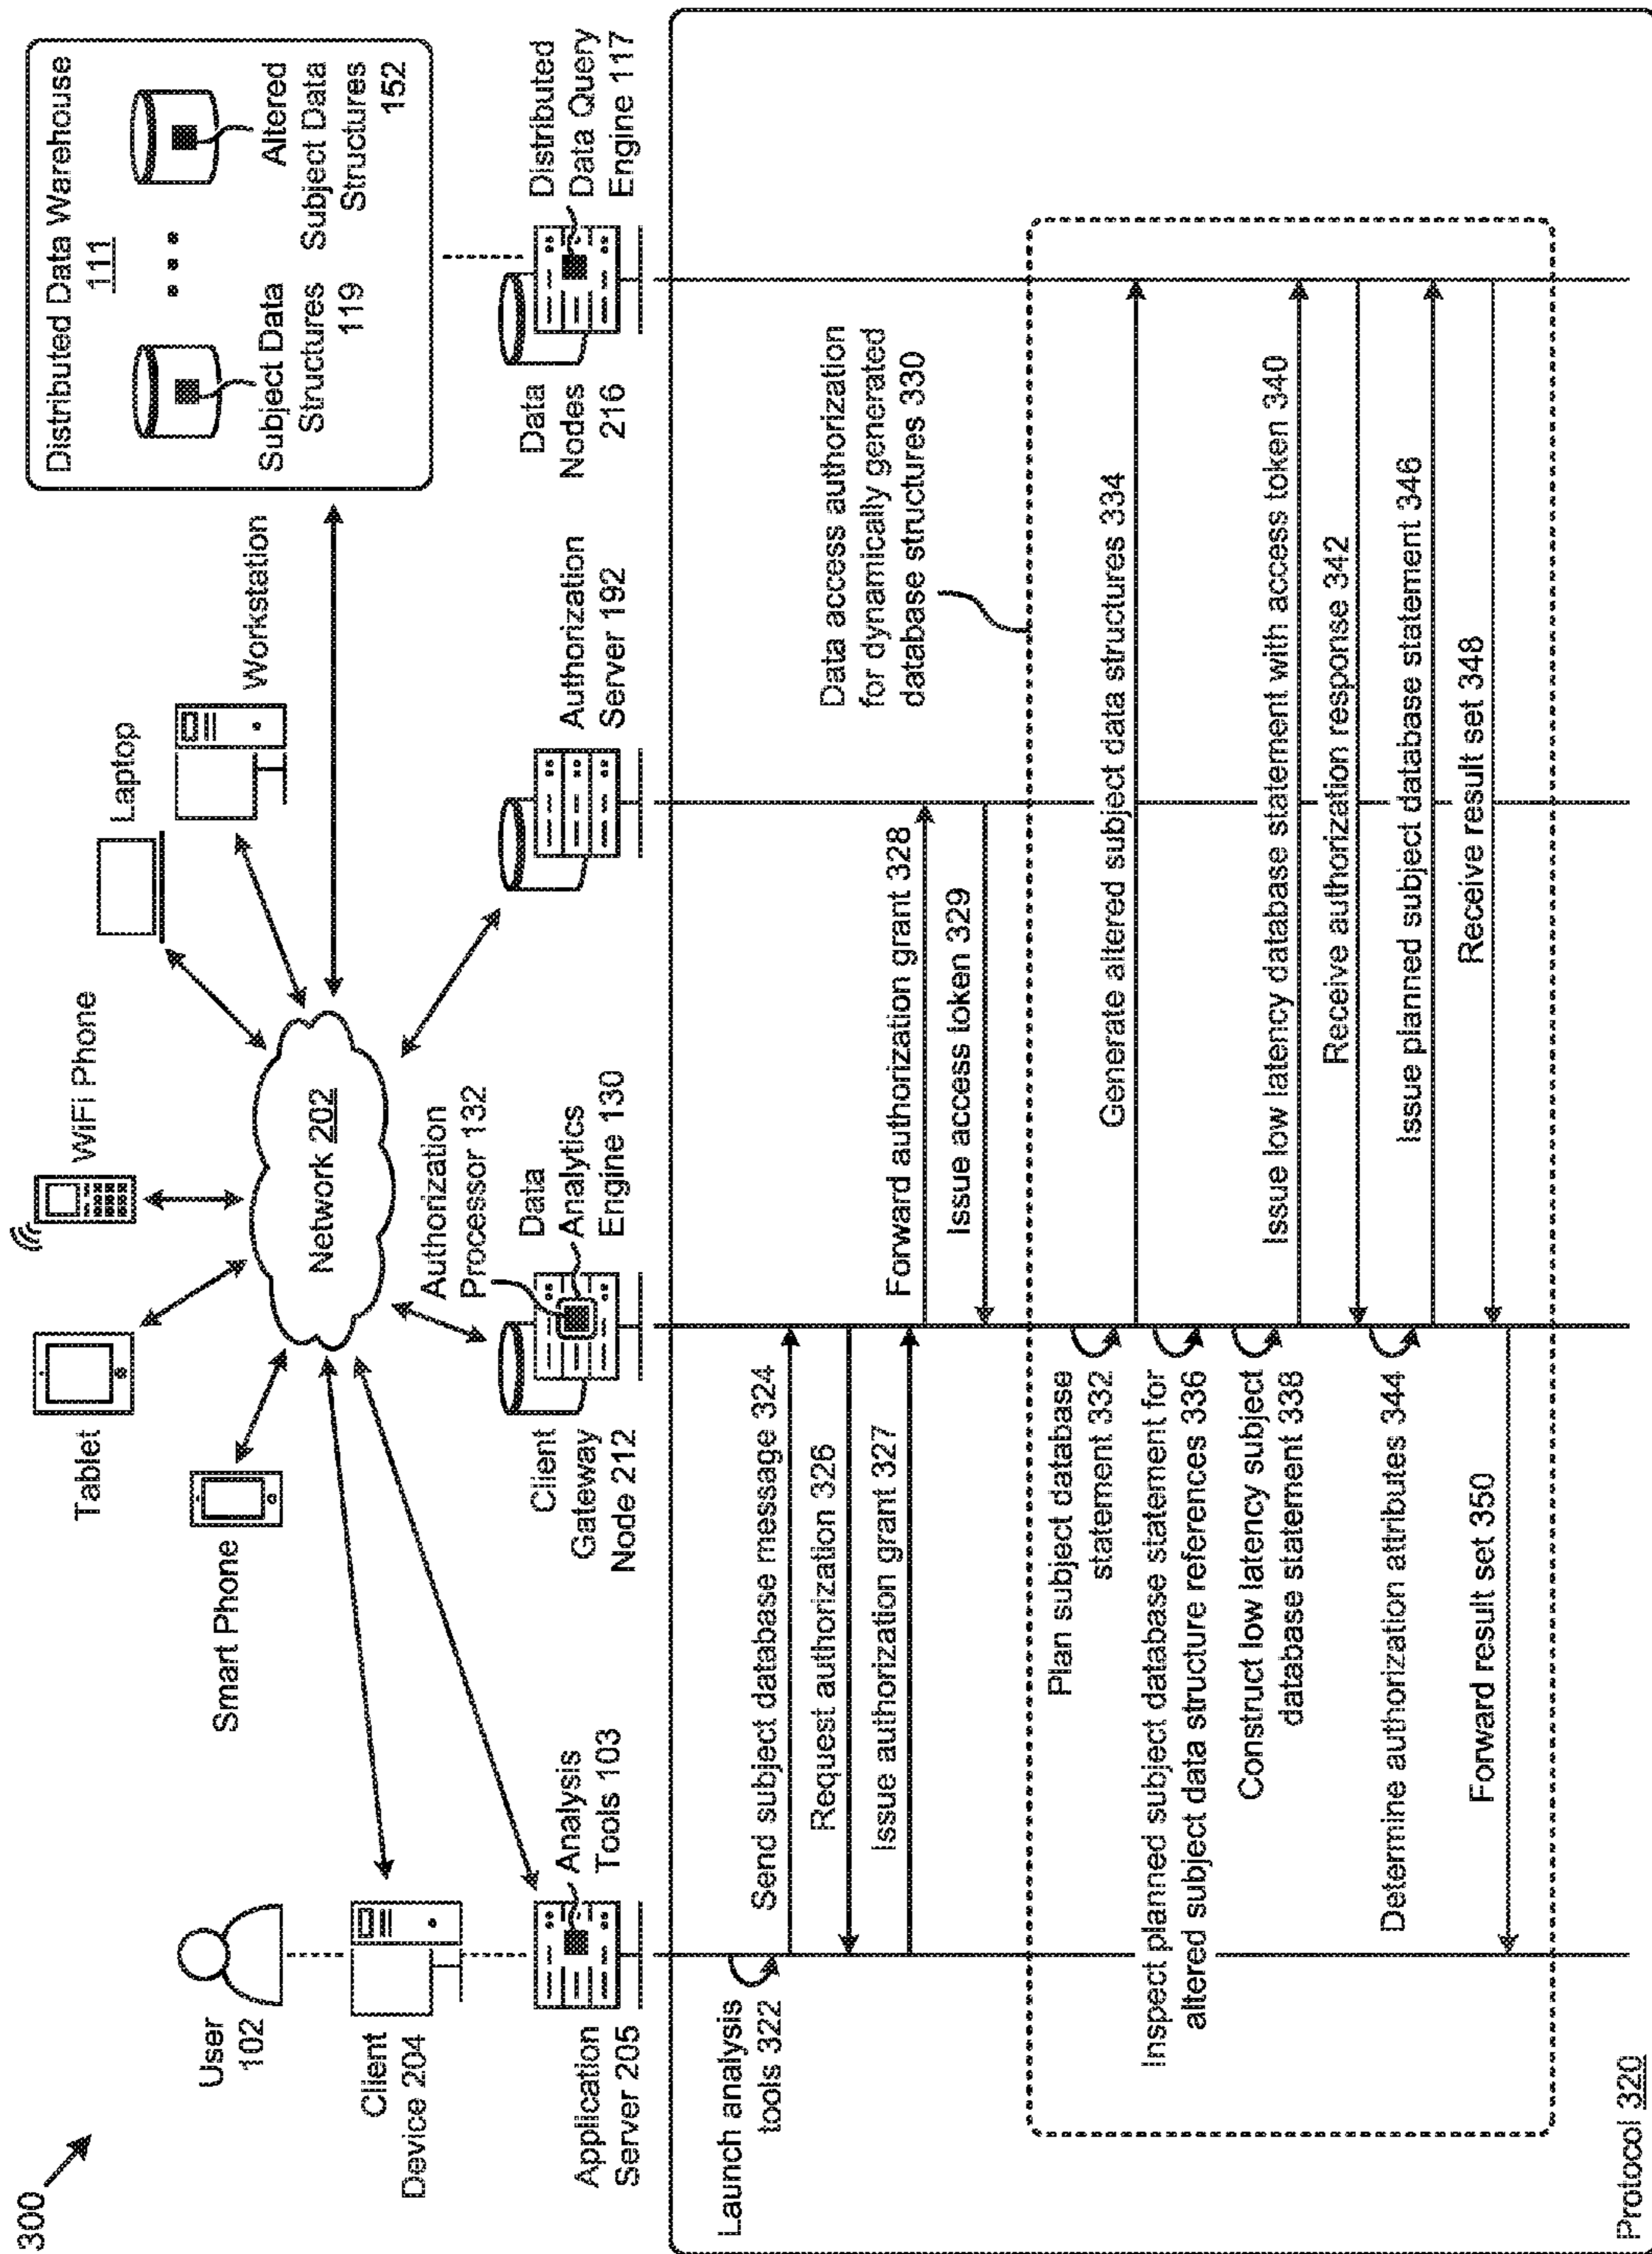 300
User
102
Client
Device 204
Application
Server 205
Analysis
Tools 103
Smart Phone
Tablet
WiFi Phone
Laptop
Workstation
Network 202
Authorization
Processor 132
Client
Gateway
Node 212
Data
Analytics
Engine 130
Authorization
Server 192
Distributed Data Warehouse
111
Subject Data
Structures
119
Altered
Subject Data
Structures
152
Data
Nodes
216
Distributed
Data Query
Engine 117
Launch analysis
tools 322
Send subject database message 324
Request authorization 326
Issue authorization grant 327
Forward authorization grant 328
Issue access token 329
Data access authorization
for dynamically generated
database structures 330
Plan subject database
statement 332
Generate altered subject data structures 334
Inspect planned subject database statement for
altered subject data structure references 336
Construct low latency subject
database statement 338
Issue low latency database statement with access token 340
Receive authorization response 342
Determine authorization attributes 344
Issue planned subject database statement 346
Receive result set 348
Forward result set 350
Protocol 320